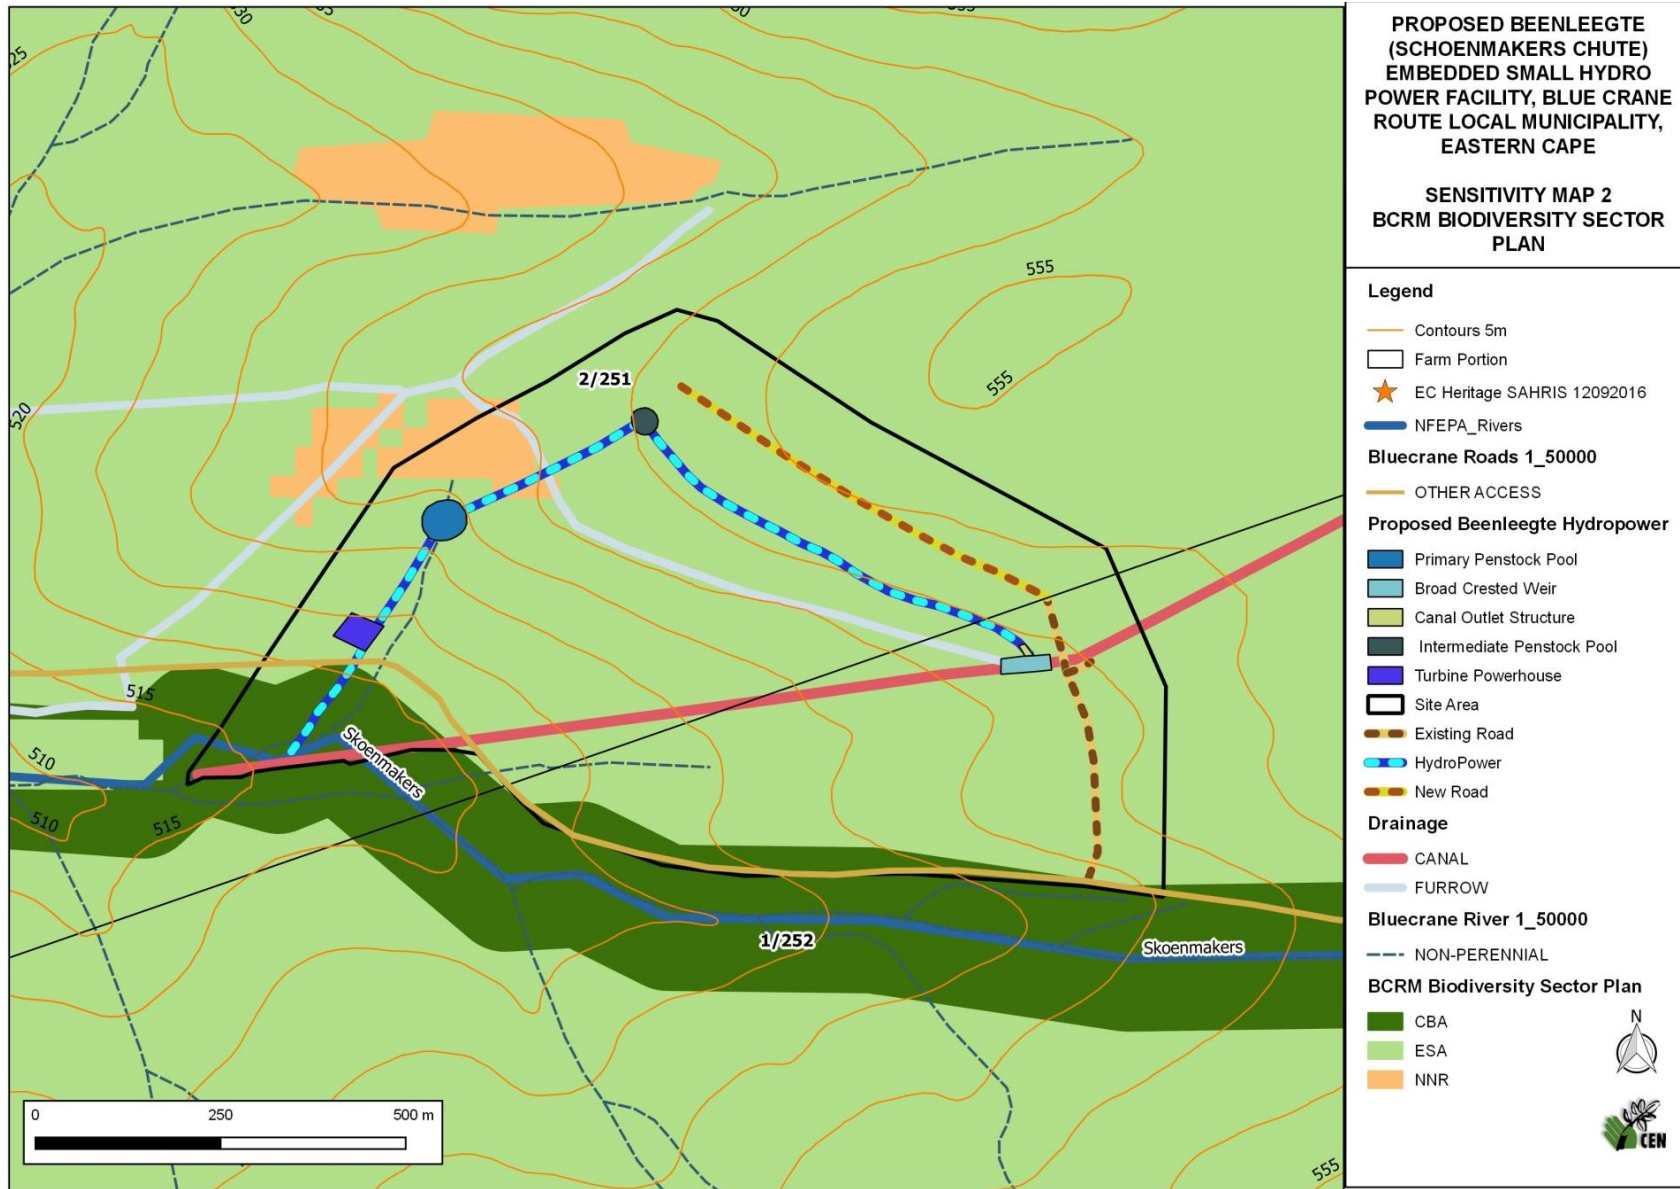 PROPOSED BEENLEEGTE
(SCHOENMAKERS CHUTE)
EMBEDDED SMALL HYDRO
POWER FACILITY, BLUE CRANE
ROUTE LOCAL MUNICIPALITY,
EASTERN CAPE
SENSITIVITY MAP 2
BCRM BIODIVERSITY SECTOR
PLAN
Legend
Contours 5m
Farm Portion
EC Heritage SAHRIS 12092016
NFEPA_Rivers
Bluecrane Roads 1_50000
OTHER ACCESS
Proposed Beenleegte Hydropower
Primary Penstock Pool
Broad Crested Weir
Canal Outlet Structure
Intermediate Penstock Pool
Turbine Powerhouse
Site Area
Existing Road
HydroPower
New Road
Drainage
CANAL
FURROW
Bluecrane River 1_50000
NON-PERENNIAL
BCRM Biodiversity Sector Plan
CBA
ESA
NNR
N
CEN
525
555
2/251
555
520
515
Skoenmakers
510
510
515
1/252
Skoenmakers
0 250 500 m
555